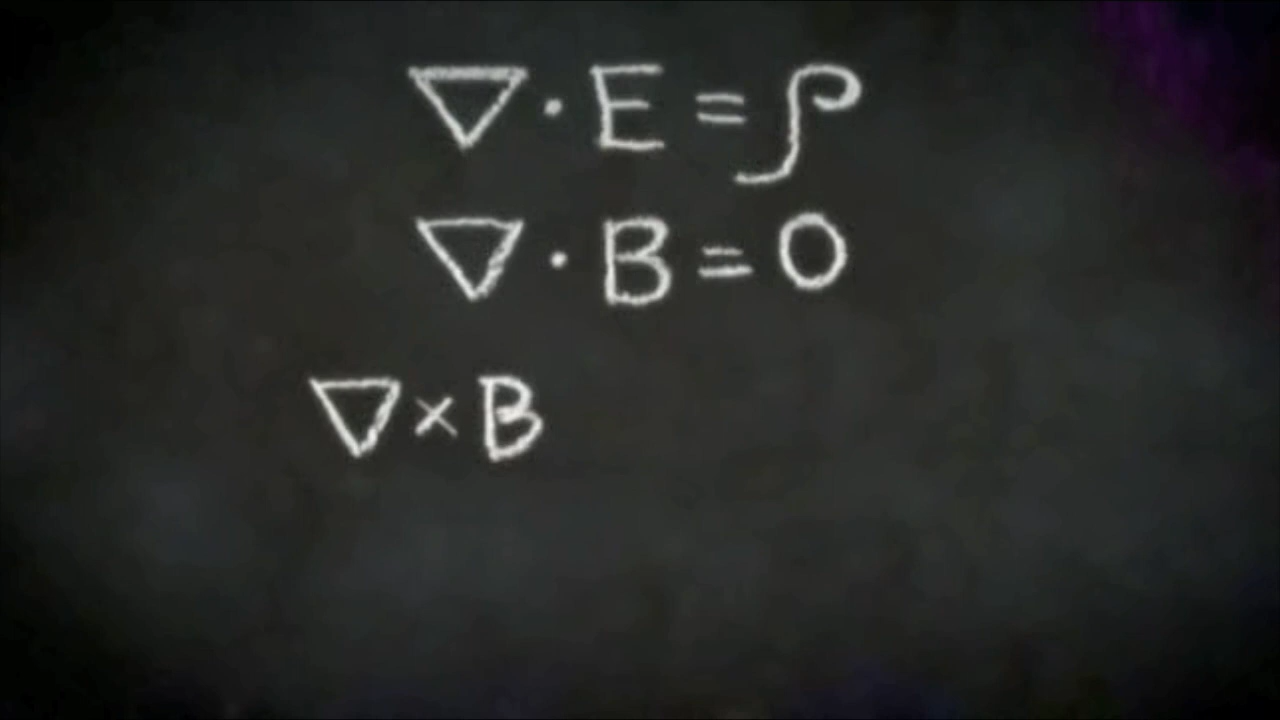 ∇ · E = ρ
∇ · B = 0
∇ × B